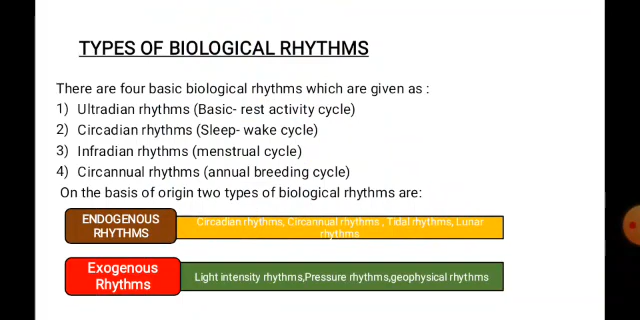 TYPES OF BIOLOGICAL RHYTHMS
There are four basic biological rhythms which are given as :
1) Ultradian rhythms (Basic- rest activity cycle)
2) Circadian rhythms (Sleep- wake cycle)
3) Infradian rhythms (menstrual cycle)
4) Circannual rhythms (annual breeding cycle)
On the basis of origin two types of biological rhythms are:
ENDOGENOUS
RHYTHMS
Circadian rhythms, Circannual rhythms , Tidal rhythms, Lunar
rhythms
Exogenous
Rhythms
Light intensity rhythms,Pressure rhythms,geophysical rhythms